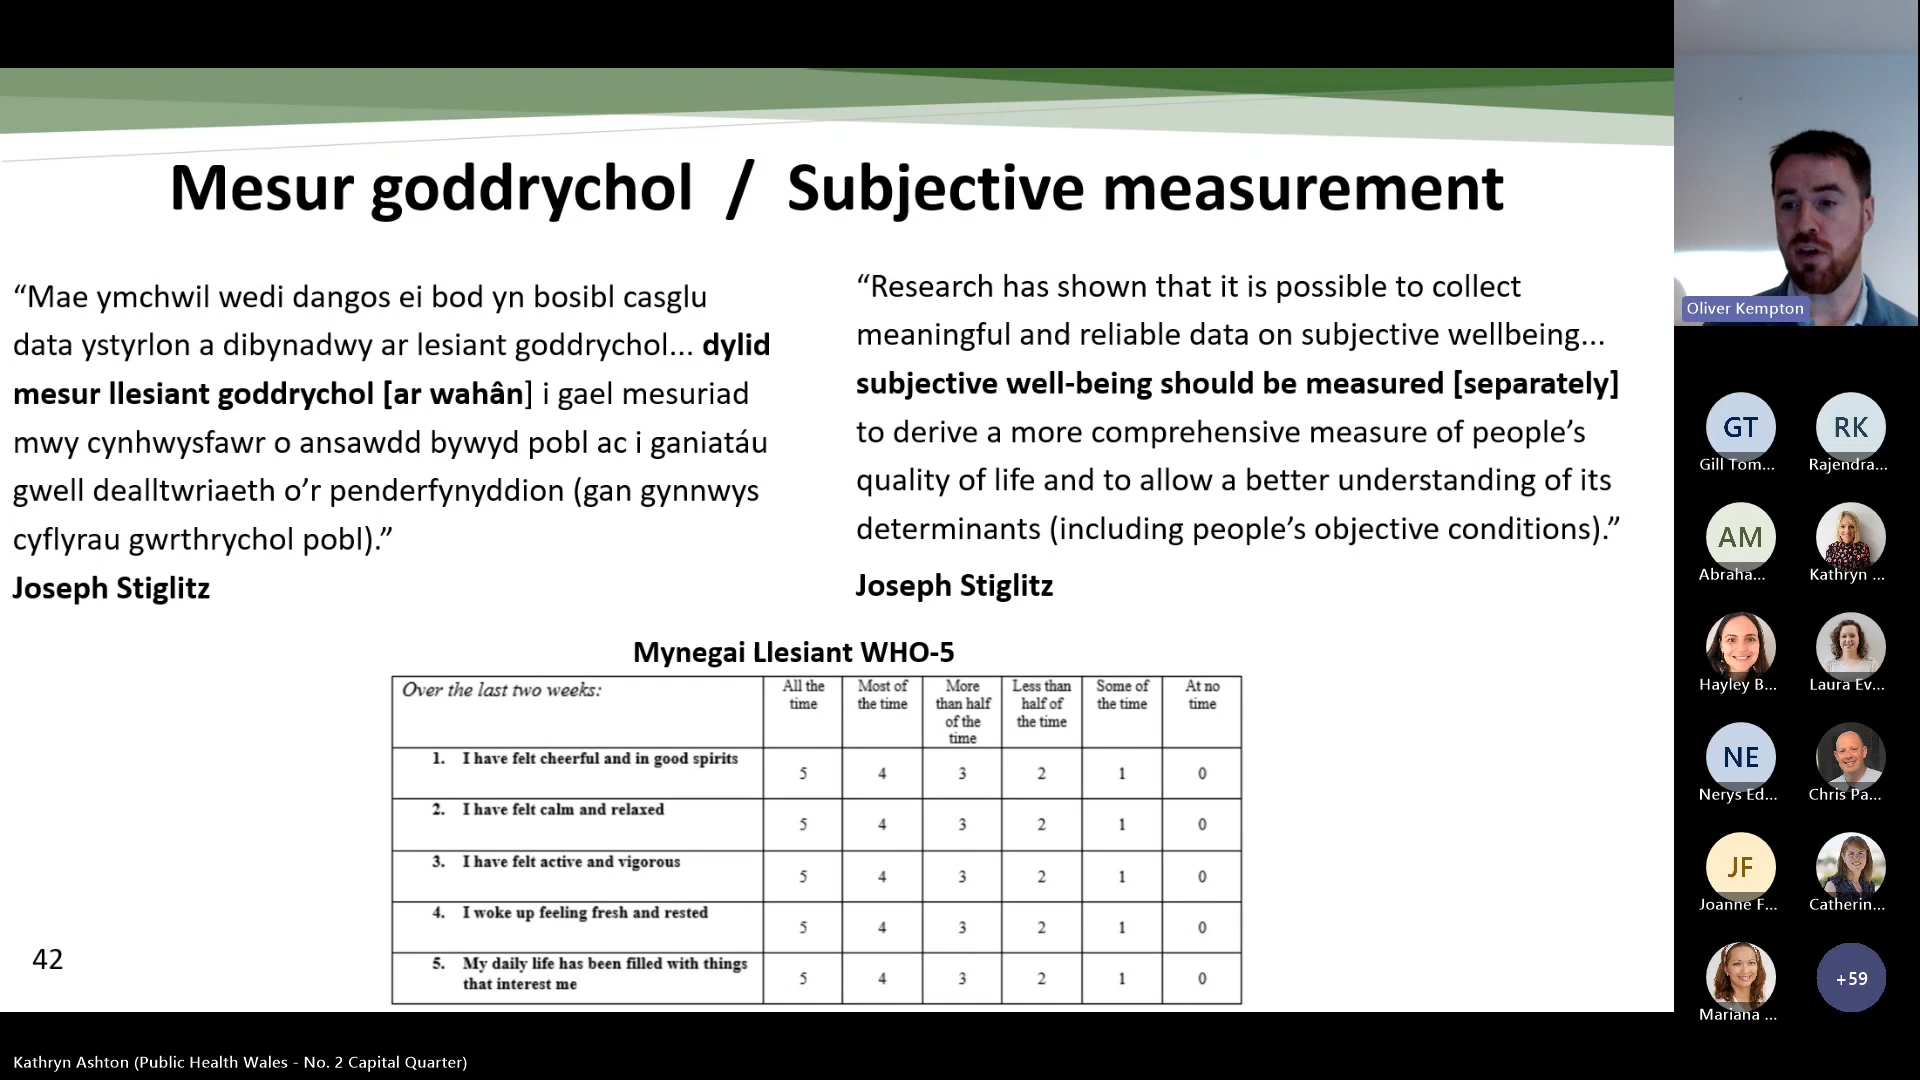 Mesur goddrychol / Subjective measurement
“Mae ymchwil wedi dangos ei bod yn bosibl casglu
data ystyrlon a dibynadwy ar lesiant goddrychol... dylid
mesur llesiant goddrychol [ar wahân] i gael mesuriad
mwy cynhwysfawr o ansawdd bywyd pobl ac i ganiatáu
gwell dealltwriaeth o’r penderfynyddion (gan gynnwys
cyflyrau gwrthrychol pobl).”
Joseph Stiglitz
“Research has shown that it is possible to collect
meaningful and reliable data on subjective wellbeing...
subjective well-being should be measured [separately]
to derive a more comprehensive measure of people’s
quality of life and to allow a better understanding of its
determinants (including people’s objective conditions).”
Joseph Stiglitz
Mynegai Llesiant WHO-5
Over the last two weeks:
All the
time
Most of
the time
More
than half
of the
time
Less than
half of
the time
Some of
the time
At no
time
1. I have felt cheerful and in good spirits
5 4 3 2 1 0
2. I have felt calm and relaxed
5 4 3 2 1 0
3. I have felt active and vigorous
5 4 3 2 1 0
4. I woke up feeling fresh and rested
5 4 3 2 1 0
5. My daily life has been filled with things
that interest me
5 4 3 2 1 0
42
Oliver Kempton
GT
Gill Tom...
RK
Rajendra...
AM
Abraha...
Kathryn ...
Hayley B...
Laura Ev...
NE
Nerys Ed...
Chris Pa...
JF
Joanne F...
Catherin...
Mariana ...
+59
Kathryn Ashton (Public Health Wales - No. 2 Capital Quarter)